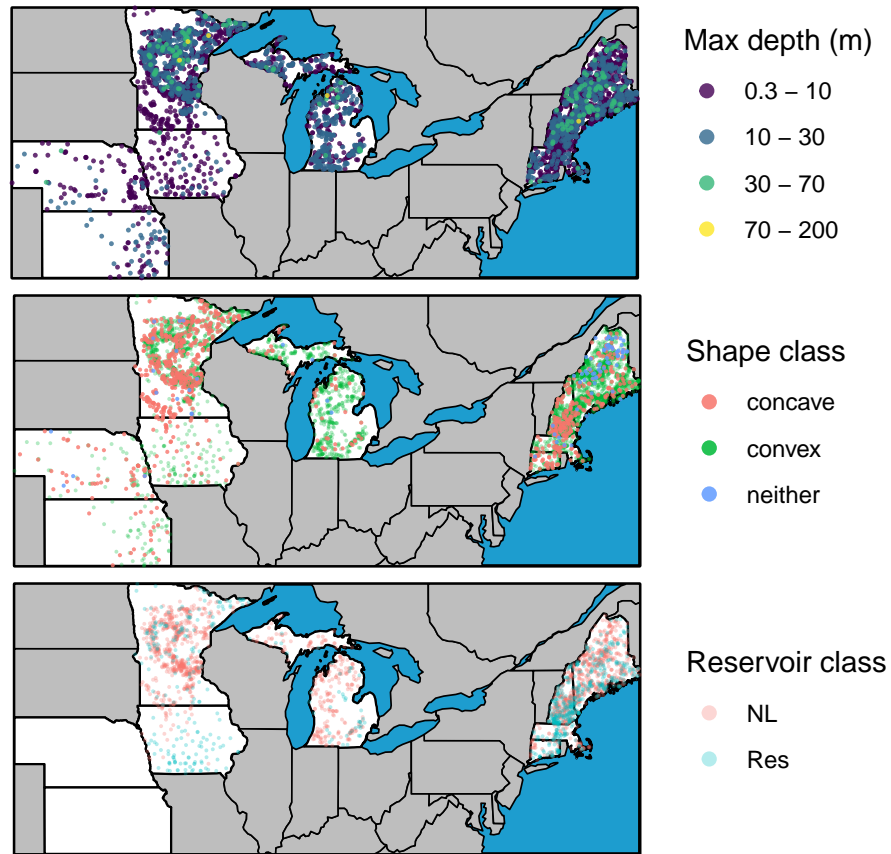 Max depth (m)
0.3 − 10
10 − 30
30 − 70
70 − 200
Shape class
concave
convex
neither
Reservoir class
NL
Res